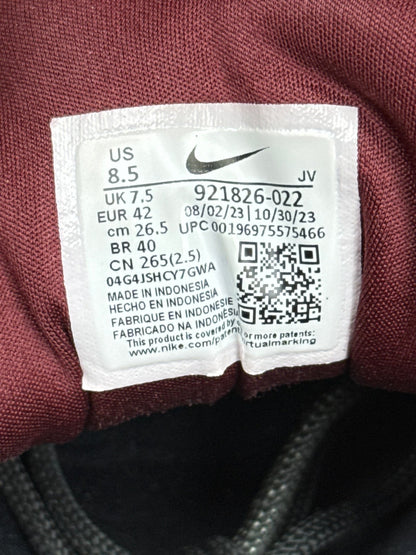 US
8.5 JV
UK 7.5 921826-022
EUR 42 08/02/23 | 10/30/23
cm 26.5 UPC 00196975575466
BR 40
CN 265(2.5)
04G4JSHCY7GWA
MADE IN INDONESIA
HECHO EN INDONESIA
FABRIQUE EN INDONESIE
FABRICADO NA INDONESIA
This product is covered by
or more patents:
www.nike.com/paten
irtualmarking